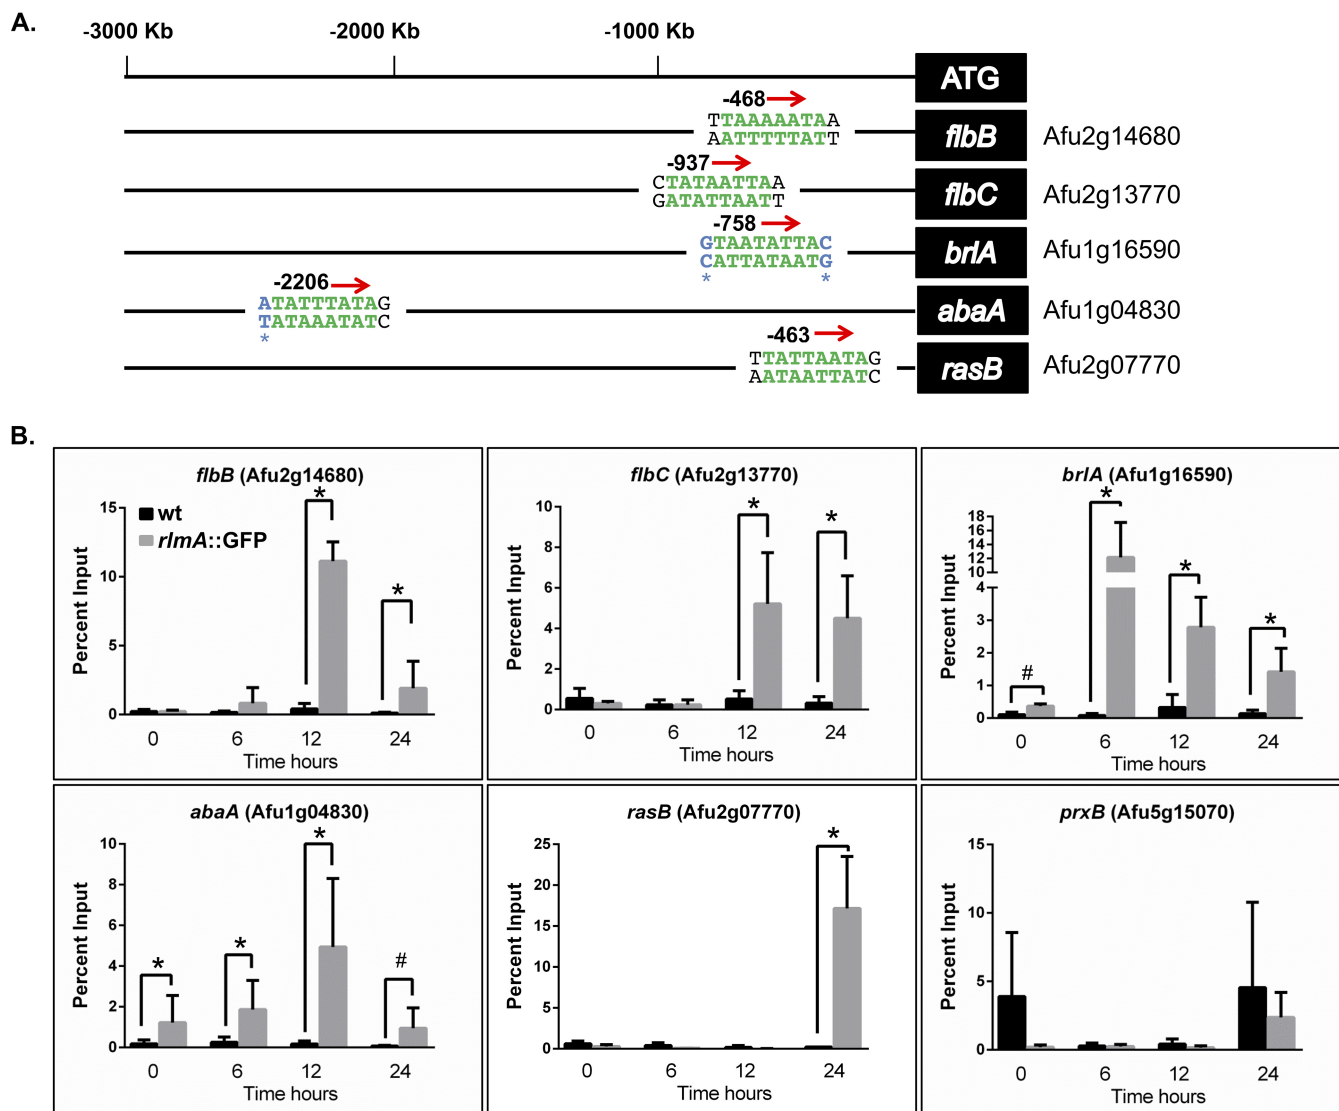 A.
-3000 Kb -2000 Kb -1000 Kb
ATG
-468
TTAAAAATAA
AATTTTTATT
flbB Afu2g14680
-937
CTATAATTAA
GATATTAATT
flbC Afu2g13770
-758
GTAATATTAC
CATTATAATG
* *
brlA Afu1g16590
-2206
ATATTTATAG
TATAAATATC
*
abaA Afu1g04830
-463
TTATTAATAG
AATAATTATC
rasB Afu2g07770
B.
flbB (Afu2g14680)
wt
rlmA::GFP
Percent Input
15
10
5
0
* *
0 6 12 24
Time hours
flbC (Afu2g13770)
Percent Input
10
8
6
4
2
0
* *
0 6 12 24
Time hours
brlA (Afu1g16590)
Percent Input
18
16
14
12
10
4
3
2
1
0
# * * *
0 6 12 24
Time hours
abaA (Afu1g04830)
Percent Input
10
8
6
4
2
0
* * * #
0 6 12 24
Time hours
rasB (Afu2g07770)
Percent Input
25
20
15
10
5
0
*
0 6 12 24
Time hours
prxB (Afu5g15070)
Percent Input
15
10
5
0
0 6 12 24
Time hours